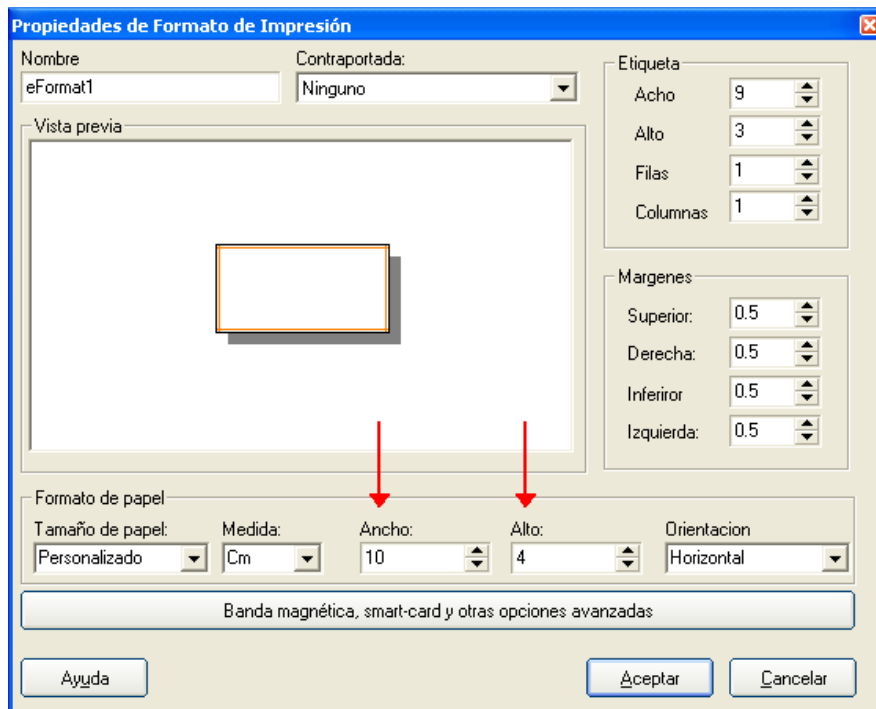 Propiedades de Formato de Impresión
Nombre
Contraportada:
eFormat1
Ninguno
Vista previa
Etiqueta
Acho 9
Alto 3
Filas 1
Columnas 1
Margenes
Superior: 0.5
Derecha: 0.5
Inferiror 0.5
Izquierda: 0.5
Formato de papel
Tamaño de papel: Medida: Ancho: Alto: Orientacion
Personalizado Cm 10 4 Horizontal
Banda magnética, smart-card y otras opciones avanzadas
Ayuda Aceptar Cancelar